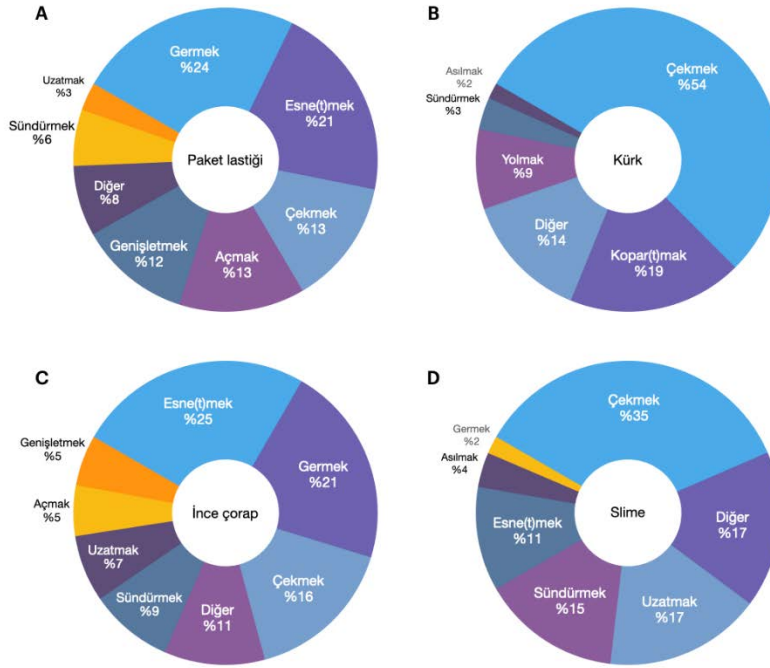 A
Germek
%24
Esne(t)mek
%21
Çekmek
%13
Açmak
%13
Genişletmek
%12
Diğer
%8
Sündürmek
%6
Uzatmak
%3
Paket lastiği
B
Çekmek
%54
Kopar(t)mak
%19
Diğer
%14
Yolmak
%9
Sündürmek
%3
Asılmak
%2
Kürk
C
Esne(t)mek
%25
Germek
%21
Çekmek
%16
Diğer
%11
Sündürmek
%9
Uzatmak
%7
Açmak
%5
Genişletmek
%5
İnce çorap
D
Çekmek
%35
Diğer
%17
Uzatmak
%17
Sündürmek
%15
Esne(t)mek
%11
Asılmak
%4
Germek
%2
Slime